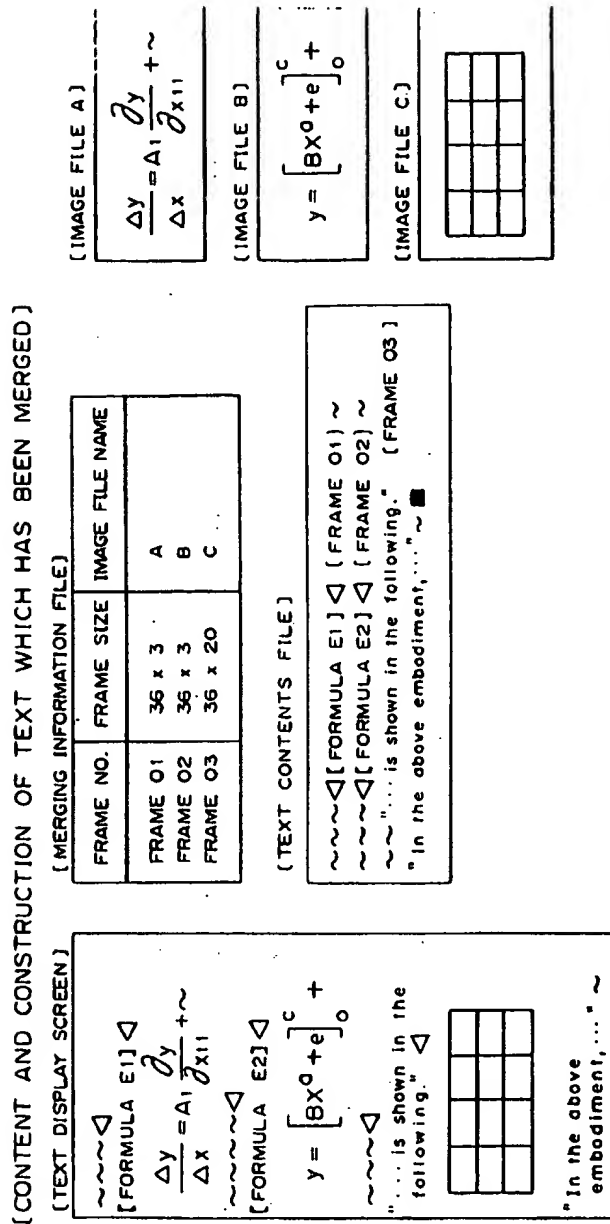 [CONTENT AND CONSTRUCTION OF TEXT WHICH HAS BEEN MERGED]
[TEXT DISPLAY SCREEN]
~~~◁
[FORMULA E1] ◁
Δy/Δx = A1 ∂y/∂x11 + ~
~~~~◁
[FORMULA E2] ◁
y = [BX^a + e]^c_0 +
~~~◁
"... is shown in the
following." ◁
"In the above
embodiment, ..." ~
[MERGING INFORMATION FILE]
FRAME NO. FRAME SIZE IMAGE FILE NAME
FRAME 01 36 x 3 A
FRAME 02 36 x 3 B
FRAME 03 36 x 20 C
[TEXT CONTENTS FILE]
~~~◁[FORMULA E1] ◁ [FRAME 01] ~
~~~◁[FORMULA E2] ◁ [FRAME 02] ~
~~"... is shown in the following." [FRAME 03]
"In the above embodiment, ..." ~ ■
[IMAGE FILE A]
Δy/Δx = A1 ∂y/∂x11 + ~
[IMAGE FILE B]
y = [BX^a + e]^c_0 +
[IMAGE FILE C]